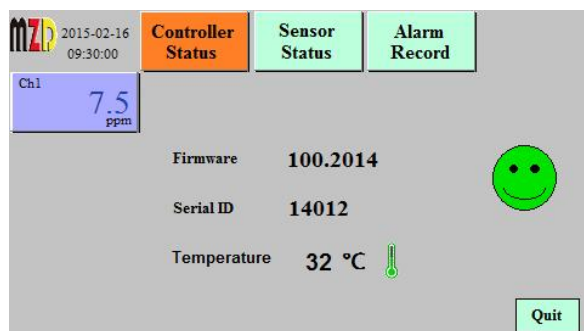 MZD 2015-02-16
09:30:00
Controller
Status
Sensor
Status
Alarm
Record
Ch1
7.5
ppm
Firmware 100.2014
Serial ID 14012
Temperature 32 ℃
Quit